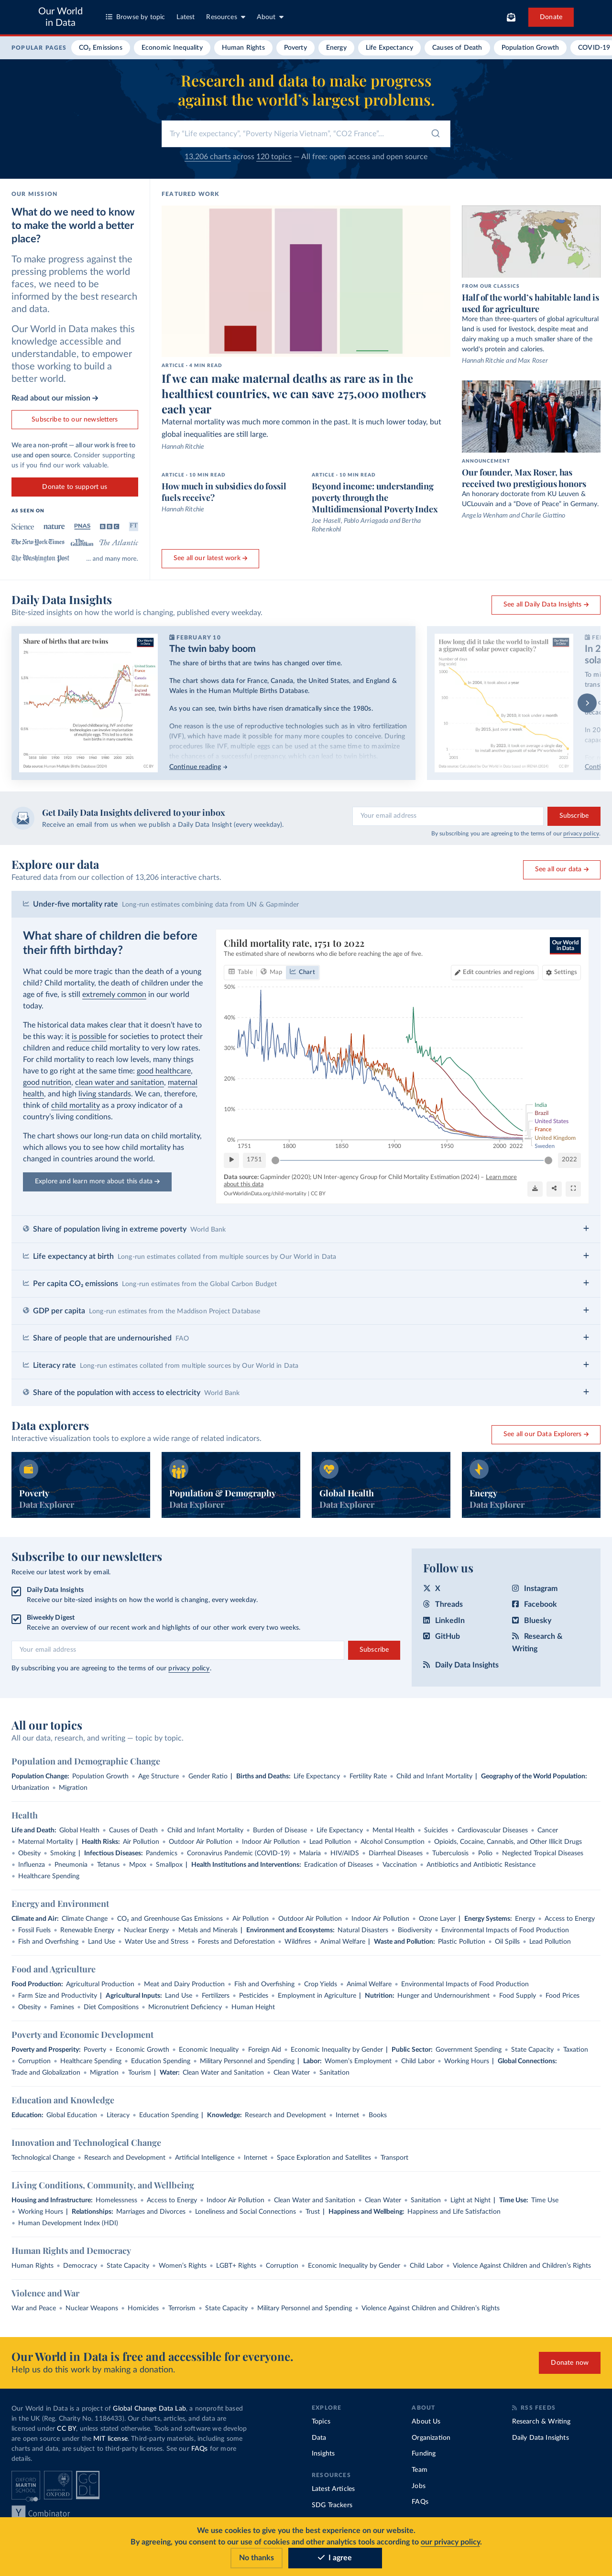 Our World
in Data
Browse by topic
Latest
Resources
About
Donate
POPULAR PAGES
CO₂ Emissions
Economic Inequality
Human Rights
Poverty
Energy
Life Expectancy
Causes of Death
Population Growth
COVID-19
Research and data to make progress
against the world's largest problems.
Try "Life expectancy", "Poverty Nigeria Vietnam", "CO2 France"...
13,206 charts across 120 topics — All free: open access and open source
OUR MISSION
What do we need to know
to make the world a better
place?
To make progress against the
pressing problems the world
faces, we need to be
informed by the best research
and data.
Our World in Data makes this
knowledge accessible and
understandable, to empower
those working to build a
better world.
Read about our mission →
Subscribe to our newsletters
We are a non-profit — all our work is free to
use and open source. Consider supporting
us if you find our work valuable.
Donate to support us
AS SEEN ON
Science
nature
PNAS
BBC
FT
The New York Times
The Guardian
The Atlantic
The Washington Post
... and many more.
FEATURED WORK
ARTICLE · 4 MIN READ
If we can make maternal deaths as rare as in the
healthiest countries, we can save 275,000 mothers
each year
Maternal mortality was much more common in the past. It is much lower today, but
global inequalities are still large.
Hannah Ritchie
ARTICLE · 10 MIN READ
How much in subsidies do fossil
fuels receive?
Hannah Ritchie
ARTICLE · 10 MIN READ
Beyond income: understanding
poverty through the
Multidimensional Poverty Index
Joe Hasell, Pablo Arriagada and Bertha
Rohenkohl
See all our latest work →
FROM OUR CLASSICS
Half of the world's habitable land is
used for agriculture
More than three-quarters of global agricultural
land is used for livestock, despite meat and
dairy making up a much smaller share of the
world's protein and calories.
Hannah Ritchie and Max Roser
ANNOUNCEMENT
Our founder, Max Roser, has
received two prestigious honors
An honorary doctorate from KU Leuven &
UCLouvain and a "Dove of Peace" in Germany.
Angela Wenham and Charlie Giattino
Daily Data Insights
Bite-sized insights on how the world is changing, published every weekday.
See all Daily Data Insights →
Share of births that are twins
FEBRUARY 10
The twin baby boom
The share of births that are twins has changed over time.
The chart shows data for France, Canada, the United States, and England &
Wales in the Human Multiple Births Database.
As you can see, twin births have risen dramatically since the 1980s.
One reason is the use of reproductive technologies such as in vitro fertilization
(IVF), which have made it possible for many more couples to conceive. During
procedures like IVF, multiple eggs can be used at the same time to maximize
Continue reading →
How long did it take the world to install
a gigawatt of solar power capacity?
Get Daily Data Insights delivered to your inbox
Receive an email from us when we publish a Daily Data Insight (every weekday).
Your email address
Subscribe
By subscribing you are agreeing to the terms of our privacy policy.
Explore our data
Featured data from our collection of 13,206 interactive charts.
See all our data →
Under-five mortality rate Long-run estimates combining data from UN & Gapminder
What share of children die before
their fifth birthday?
What could be more tragic than the death of a young
child? Child mortality, the death of children under the
age of five, is still extremely common in our world
today.
The historical data makes clear that it doesn't have to
be this way: it is possible for societies to protect their
children and reduce child mortality to very low rates.
For child mortality to reach low levels, many things
have to go right at the same time: good healthcare,
good nutrition, clean water and sanitation, maternal
health, and high living standards. We can, therefore,
think of child mortality as a proxy indicator of a
country's living conditions.
The chart shows our long-run data on child mortality,
which allows you to see how child mortality has
changed in countries around the world.
Explore and learn more about this data →
Child mortality rate, 1751 to 2022
The estimated share of newborns who die before reaching the age of five.
Our World
in Data
Table
Map
Chart
Edit countries and regions
Settings
50%
40%
30%
20%
10%
0%
1751
1800
1850
1900
1950
2000
2022
India
Brazil
United States
France
United Kingdom
Sweden
1751
2022
Data source: Gapminder (2020); UN Inter-agency Group for Child Mortality Estimation (2024) – Learn more
about this data
OurWorldinData.org/child-mortality | CC BY
Share of population living in extreme poverty World Bank
Life expectancy at birth Long-run estimates collated from multiple sources by Our World in Data
Per capita CO₂ emissions Long-run estimates from the Global Carbon Budget
GDP per capita Long-run estimates from the Maddison Project Database
Share of people that are undernourished FAO
Literacy rate Long-run estimates collated from multiple sources by Our World in Data
Share of the population with access to electricity World Bank
Data explorers
Interactive visualization tools to explore a wide range of related indicators.
See all our Data Explorers →
Poverty
Data Explorer
Population & Demography
Data Explorer
Global Health
Data Explorer
Energy
Data Explorer
Subscribe to our newsletters
Receive our latest work by email.
Daily Data Insights
Receive our bite-sized insights on how the world is changing, every weekday.
Biweekly Digest
Receive an overview of our recent work and highlights of our other work every two weeks.
Your email address
Subscribe
By subscribing you are agreeing to the terms of our privacy policy.
Follow us
X
Instagram
Threads
Facebook
LinkedIn
Bluesky
GitHub
Research &
Writing
Daily Data Insights
All our topics
All our data, research, and writing — topic by topic.
Population and Demographic Change
Population Change: Population Growth • Age Structure • Gender Ratio | Births and Deaths: Life Expectancy • Fertility Rate • Child and Infant Mortality | Geography of the World Population:
Urbanization • Migration
Health
Life and Death: Global Health • Causes of Death • Child and Infant Mortality • Burden of Disease • Life Expectancy • Mental Health • Suicides • Cardiovascular Diseases • Cancer
• Maternal Mortality | Health Risks: Air Pollution • Outdoor Air Pollution • Indoor Air Pollution • Lead Pollution • Alcohol Consumption • Opioids, Cocaine, Cannabis, and Other Illicit Drugs
• Obesity • Smoking | Infectious Diseases: Pandemics • Coronavirus Pandemic (COVID-19) • Malaria • HIV/AIDS • Diarrheal Diseases • Tuberculosis • Polio • Neglected Tropical Diseases
• Influenza • Pneumonia • Tetanus • Mpox • Smallpox | Health Institutions and Interventions: Eradication of Diseases • Vaccination • Antibiotics and Antibiotic Resistance
• Healthcare Spending
Energy and Environment
Climate and Air: Climate Change • CO₂ and Greenhouse Gas Emissions • Air Pollution • Outdoor Air Pollution • Indoor Air Pollution • Ozone Layer | Energy Systems: Energy • Access to Energy
• Fossil Fuels • Renewable Energy • Nuclear Energy • Metals and Minerals | Environment and Ecosystems: Natural Disasters • Biodiversity • Environmental Impacts of Food Production
• Fish and Overfishing • Land Use • Water Use and Stress • Forests and Deforestation • Wildfires • Animal Welfare | Waste and Pollution: Plastic Pollution • Oil Spills • Lead Pollution
Food and Agriculture
Food Production: Agricultural Production • Meat and Dairy Production • Fish and Overfishing • Crop Yields • Animal Welfare • Environmental Impacts of Food Production
• Farm Size and Productivity | Agricultural Inputs: Land Use • Fertilizers • Pesticides • Employment in Agriculture | Nutrition: Hunger and Undernourishment • Food Supply • Food Prices
• Obesity • Famines • Diet Compositions • Micronutrient Deficiency • Human Height
Poverty and Economic Development
Poverty and Prosperity: Poverty • Economic Growth • Economic Inequality • Foreign Aid • Economic Inequality by Gender | Public Sector: Government Spending • State Capacity • Taxation
• Corruption • Healthcare Spending • Education Spending • Military Personnel and Spending | Labor: Women's Employment • Child Labor • Working Hours | Global Connections:
Trade and Globalization • Migration • Tourism | Water: Clean Water and Sanitation • Clean Water • Sanitation
Education and Knowledge
Education: Global Education • Literacy • Education Spending | Knowledge: Research and Development • Internet • Books
Innovation and Technological Change
Technological Change • Research and Development • Artificial Intelligence • Internet • Space Exploration and Satellites • Transport
Living Conditions, Community, and Wellbeing
Housing and Infrastructure: Homelessness • Access to Energy • Indoor Air Pollution • Clean Water and Sanitation • Clean Water • Sanitation • Light at Night | Time Use: Time Use
• Working Hours | Relationships: Marriages and Divorces • Loneliness and Social Connections • Trust | Happiness and Wellbeing: Happiness and Life Satisfaction
• Human Development Index (HDI)
Human Rights and Democracy
Human Rights • Democracy • State Capacity • Women's Rights • LGBT+ Rights • Corruption • Economic Inequality by Gender • Child Labor • Violence Against Children and Children's Rights
Violence and War
War and Peace • Nuclear Weapons • Homicides • Terrorism • State Capacity • Military Personnel and Spending • Violence Against Children and Children's Rights
Our World in Data is free and accessible for everyone.
Help us do this work by making a donation.
Donate now
Our World in Data is a project of Global Change Data Lab, a nonprofit based
in the UK (Reg. Charity No. 1186433). Our charts, articles, and data are
licensed under CC BY, unless stated otherwise. Tools and software we develop
are open source under the MIT license. Third-party materials, including some
charts and data, are subject to third-party licenses. See our FAQs for more
details.
OXFORD
MARTIN
SCHOOL
UNIVERSITY OF
OXFORD
GC
DL
Y Combinator
EXPLORE
Topics
Data
Insights
RESOURCES
Latest Articles
SDG Trackers
ABOUT
About Us
Organization
Funding
Team
Jobs
FAQs
RSS FEEDS
Research & Writing
Daily Data Insights
We use cookies to give you the best experience on our website.
By agreeing, you consent to our use of cookies and other analytics tools according to our privacy policy.
No thanks
I agree